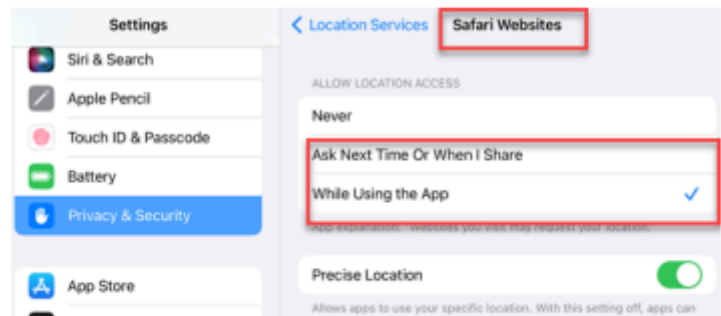 Settings
Siri & Search
Apple Pencil
Touch ID & Passcode
Battery
Privacy & Security
App Store
Location Services
Safari Websites
ALLOW LOCATION ACCESS
Never
Ask Next Time Or When I Share
While Using the App
App explanation: "Websites you visit may request your location."
Precise Location
Allows apps to use your specific location. With this setting off, apps can